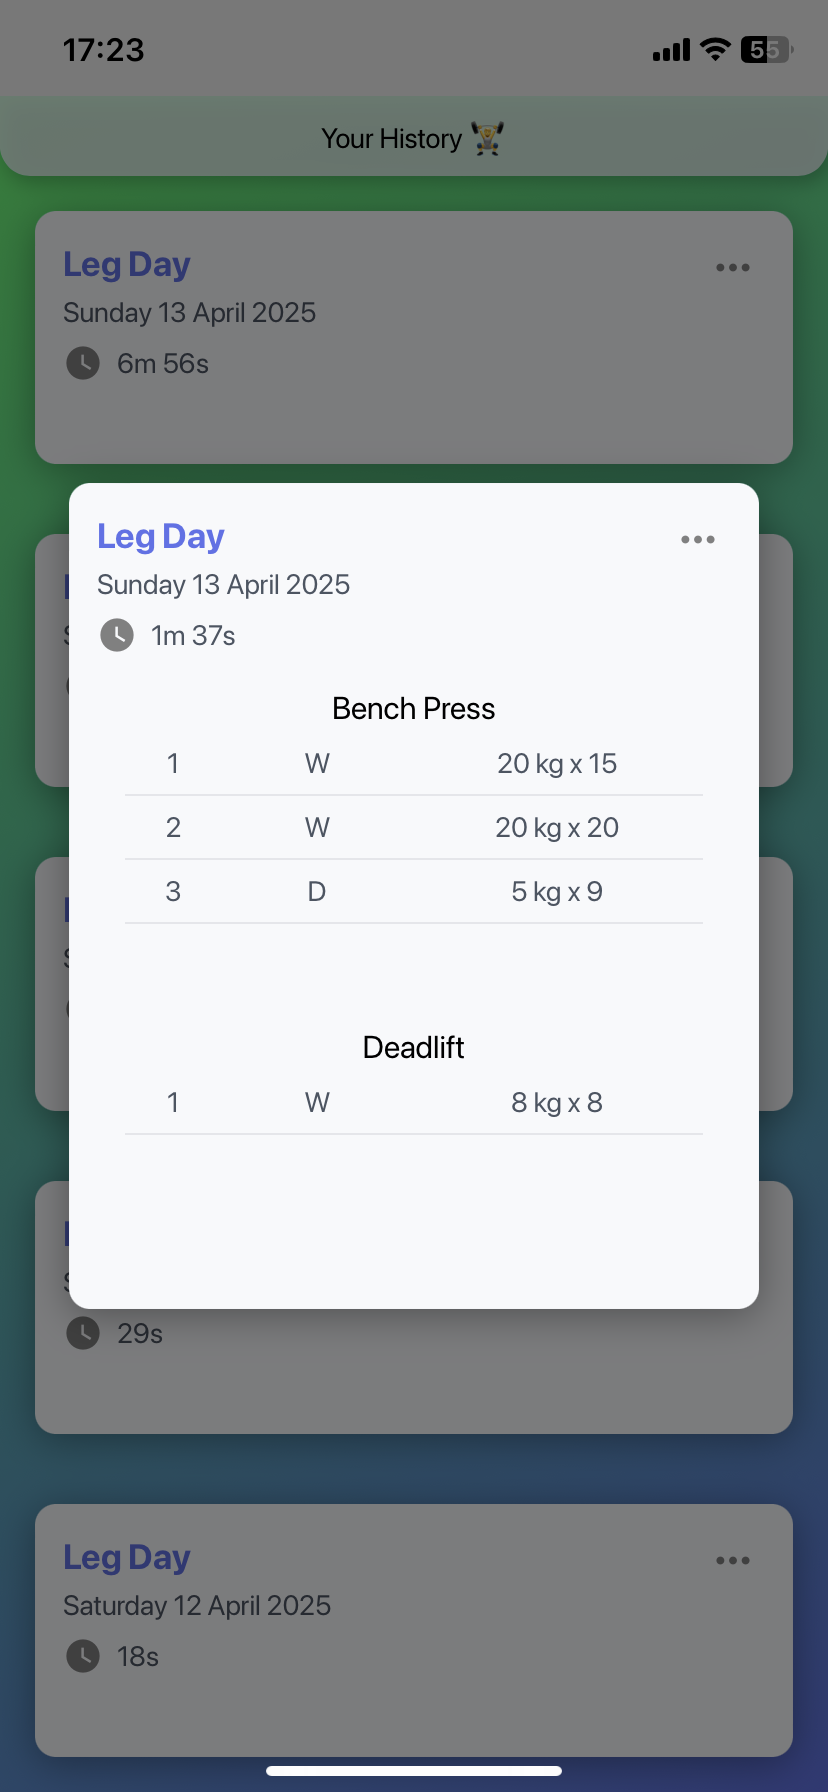 17:23
55
Your History 🏋️
Leg Day
Sunday 13 April 2025
6m 56s
Leg Day
Sunday 13 April 2025
1m 37s
Bench Press
1 W 20 kg x 15
2 W 20 kg x 20
3 D 5 kg x 9
Deadlift
1 W 8 kg x 8
29s
Leg Day
Saturday 12 April 2025
18s